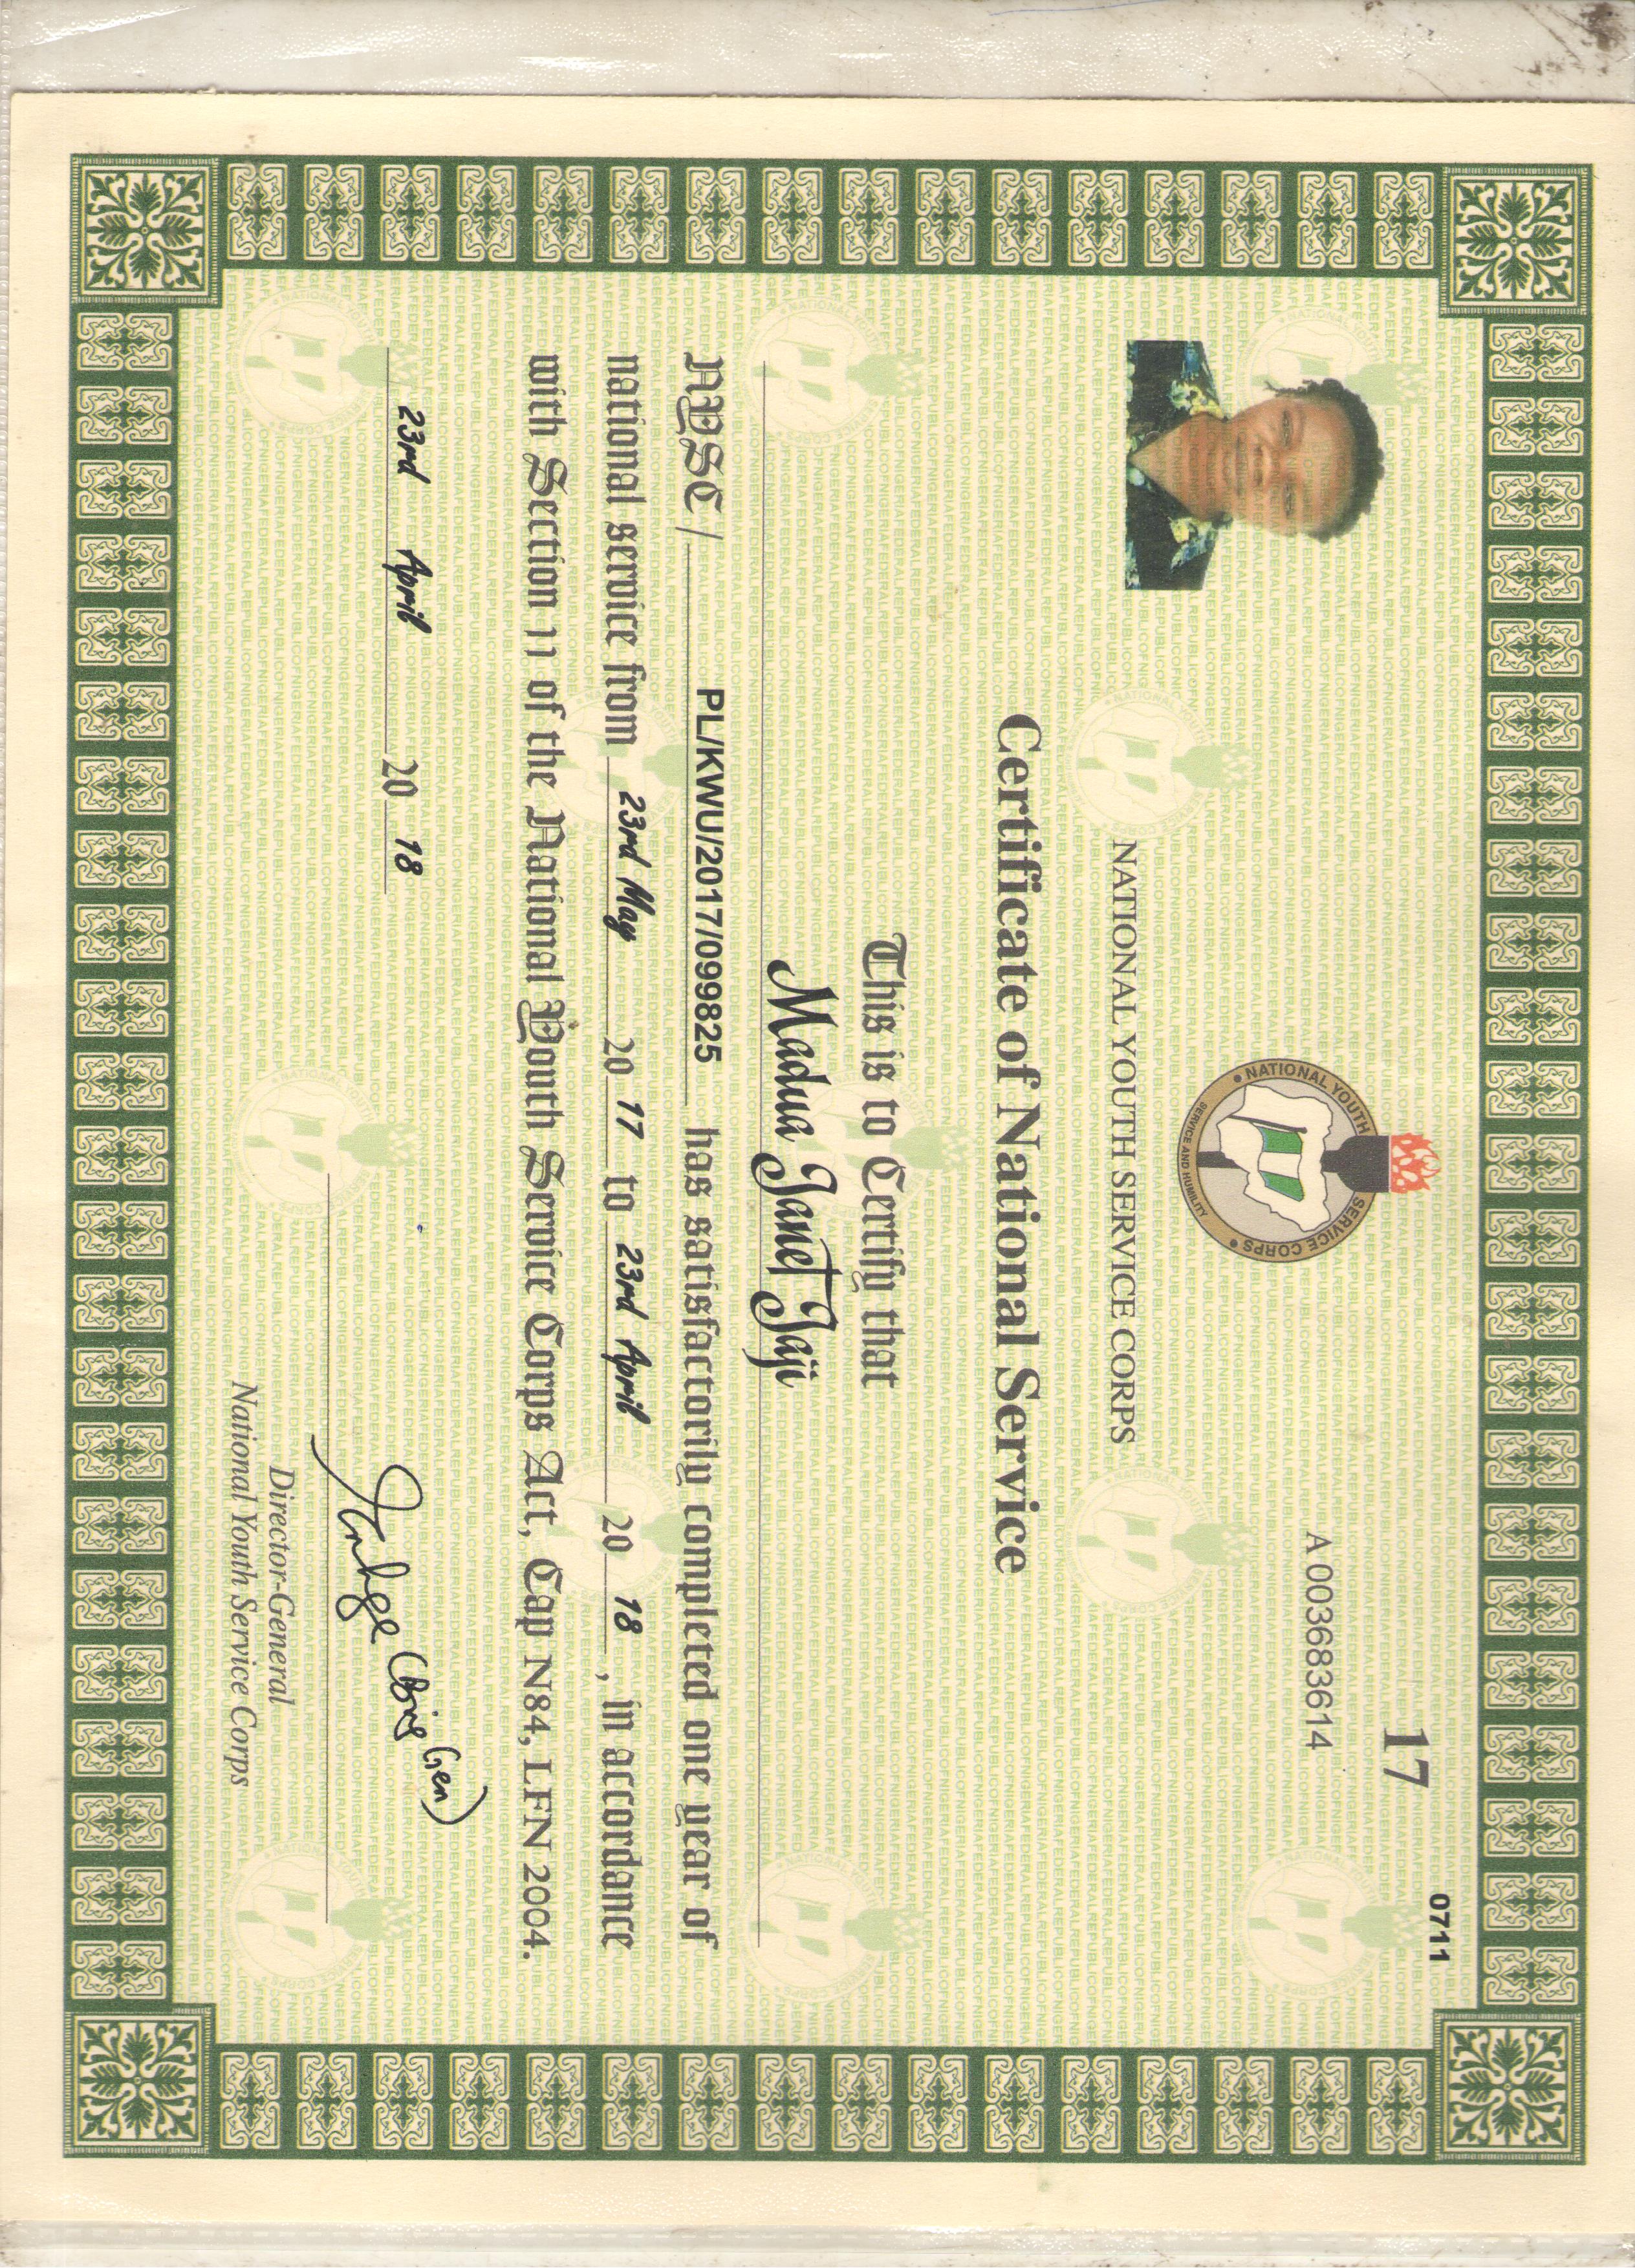 0711
17
A 003683614
NATIONAL YOUTH SERVICE CORPS
SERVICE AND HUMILITY
NATIONAL YOUTH SERVICE CORPS
Certificate of National Service
This is to Certify that
Madua Janet Jaji
NYSC / PL/KWU/2017/099825 has satisfactorily completed one year of
national service from 23rd May 20 17 to 23rd April 20 18, in accordance
with Section 11 of the National Youth Service Corps Act, Cap N84, LFN 2004.
23rd April 20 18
(Brig Gen)
Director-General
National Youth Service Corps